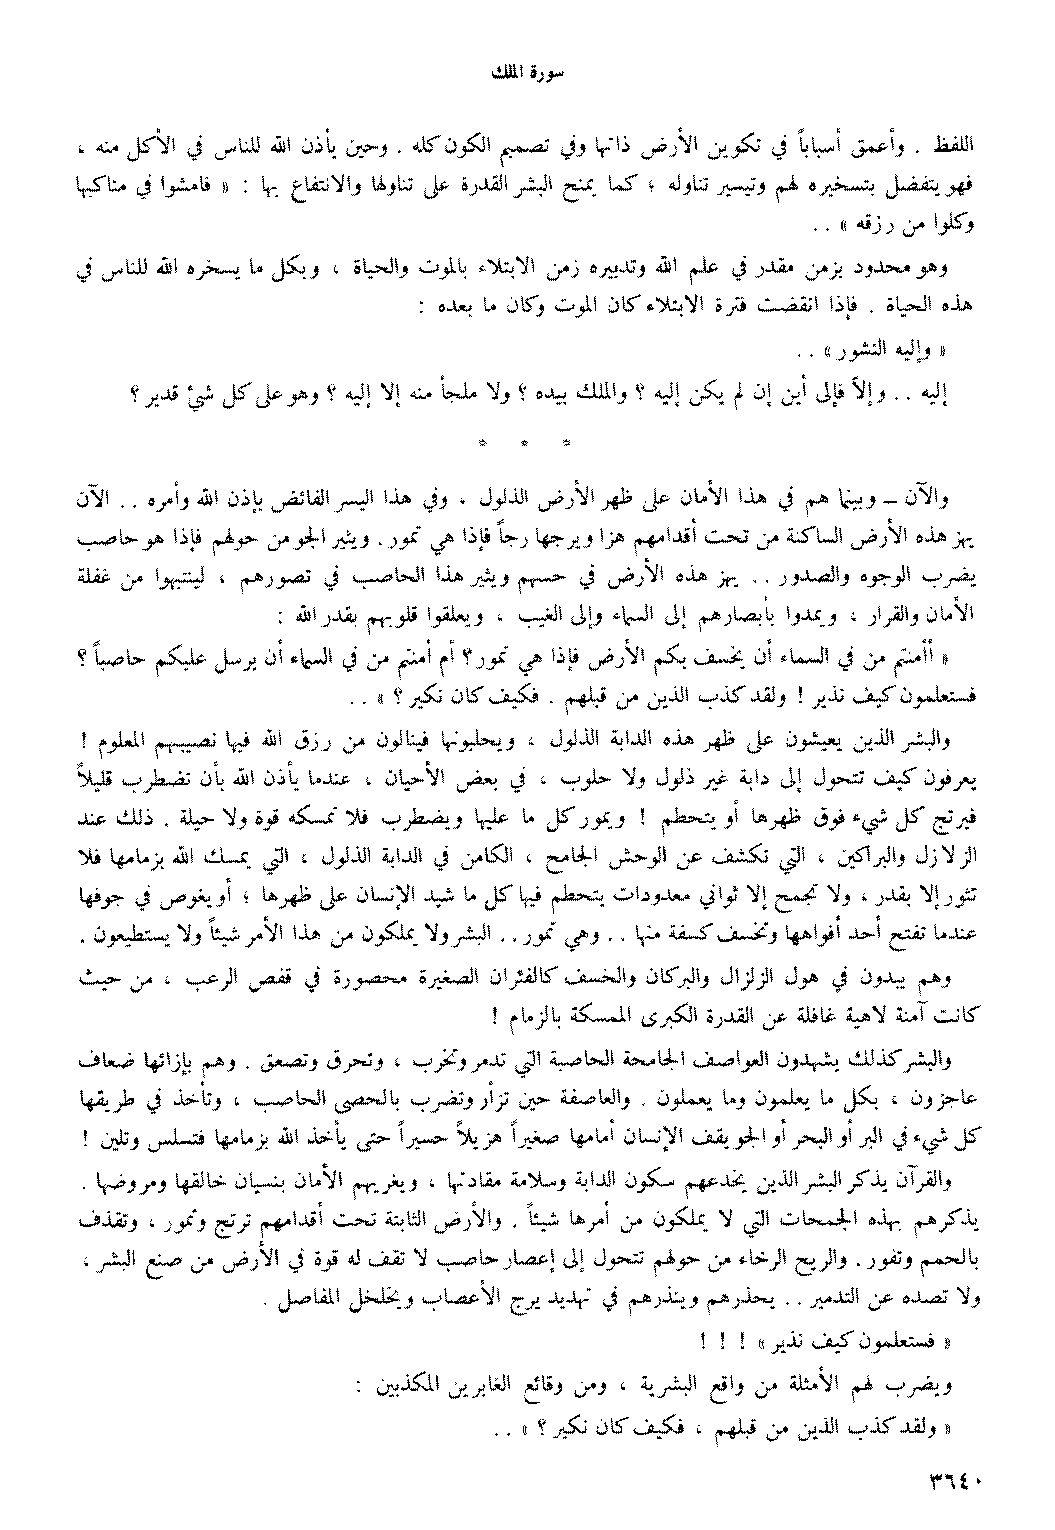 سورة الملك
اللفظ . وأعمق أسباباً في تكوين الأرض ذاتها وفي تصميم الكون كله . وحين يأذن الله للناس في الأكل منه ،
فهو يتفضل بتسخيره لهم وتيسير تناوله ؛ كما يمنح البشر القدرة على تناولها والانتفاع بها : « فامشوا في مناكبها
وكلوا من رزقه » . .
وهو محدود بزمن مقدر في علم الله وتدبيره زمن الابتلاء بالموت والحياة ، وبكل ما يسخره الله للناس في
هذه الحياة . فإذا انقضت فترة الابتلاء كان الموت وكان ما بعده :
« وإليه النشور » . .
إليه . . وإلاّ فإلى أين إن لم يكن إليه ؟ والملك بيده ؟ ولا ملجأ منه إلا إليه ؟ وهو على كل شئ قدير ؟
* * *
والآن – وبينما هم في هذا الأمان على ظهر الأرض الذلول ، وفي هذا اليسر الفائض بإذن الله وأمره . . الآن
يهز هذه الأرض الساكنة من تحت أقدامهم هزا ويرجها رجاً فإذا هي تمور . ويثير الجو من حولهم فإذا هو حاصب
يضرب الوجوه والصدور . . يهز هذه الأرض في حسهم ويثير هذا الحاصب في تصورهم ، لينتبهوا من غفلة
الأمان والقرار ، ويمدوا بأبصارهم إلى السماء وإلى الغيب ، ويعلقوا قلوبهم بقدر الله :
« أأمنتم من في السماء أن يخسف بكم الأرض فإذا هي تمور ؟ أم أمنتم من في السماء أن يرسل عليكم حاصباً ؟
فستعلمون كيف نذير ! ولقد كذب الذين من قبلهم . فكيف كان نكير ؟ » . .
والبشر الذين يعيشون على ظهر هذه الدابة الذلول ، ويحلبونها فينالون من رزق الله فيها نصيبهم المعلوم !
يعرفون كيف تتحول إلى دابة غير ذلول ولا حلوب ، في بعض الأحيان ، عندما يأذن الله بأن تضطرب قليلاً
فيرتج كل شيء فوق ظهرها أو يتحطم ! ويمور كل ما عليها ويضطرب فلا تمسكه قوة ولا حيلة . ذلك عند
الزلازل والبراكين ، التي تكشف عن الوحش الجامح ، الكامن في الدابة الذلول ، التي يمسك الله بزمامها فلا
تثور إلا بقدر ، ولا تجمح إلا ثواني معدودات يتحطم فيها كل ما شيد الإنسان على ظهرها ؛ أو يغوص في جوفها
عندما تفتح أحد أفواهها وتخسف كسفة منها . . وهي تمور . . البشر ولا يملكون من هذا الأمر شيئاً ولا يستطيعون .
وهم يبدون في هول الزلزال والبركان والخسف كالفئران الصغيرة محصورة في قفص الرعب ، من حيث
كانت آمنة لاهية غافلة عن القدرة الكبرى الممسكة بالزمام !
والبشر كذلك يشهدون العواصف الجامحة الحاصبة التي تدمر وتخرب ، وتحرق وتصعق . وهم بإزائها ضعاف
عاجزون ، بكل ما يعلمون وما يعملون . والعاصفة حين تزأر وتضرب بالحصى الحاصب ، وتأخذ في طريقها
كل شيء في البر أو البحر أو الجو يقف الإنسان أمامها صغيراً هزيلاً حسيراً حتى يأخذ الله بزمامها فتسلس وتلين !
والقرآن يذكر البشر الذين يخدعهم سكون الدابة وسلامة مقادتها ، ويغريهم الأمان بنسيان خالقها ومروضها .
يذكرهم بهذه الجمحات التي لا يملكون من أمرها شيئاً . والأرض الثابتة تحت أقدامهم ترتج وتمور ، وتقذف
بالحمم وتفور . والريح الرخاء من حولهم تتحول إلى إعصار حاصب لا تقف له قوة في الأرض من صنع البشر ،
ولا تصده عن التدمير . . يحذرهم وينذرهم في تهديد يرج الأعصاب ويخلخل المفاصل .
« فستعلمون كيف نذير » ! ! !
ويضرب لهم الأمثلة من واقع البشرية ، ومن وقائع الغابرين المكذبين :
« ولقد كذب الذين من قبلهم ، فكيف كان نكير ؟ » . .
٣٦٤٠